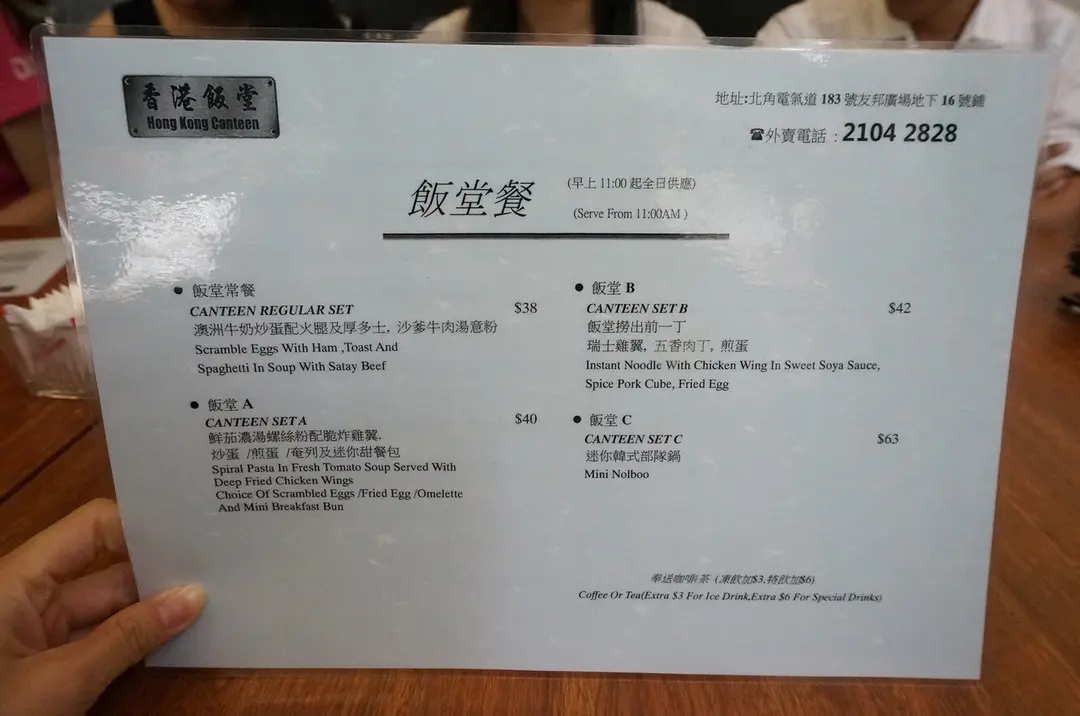 香港飯堂
Hong Kong Canteen
地址:北角電氣道 183 號友邦廣場地下 16 號鋪
☎外賣電話 : 2104 2828
飯堂餐
(早上 11:00 起全日供應)
(Serve From 11:00AM )
● 飯堂常餐
CANTEEN REGULAR SET $38
澳洲牛奶炒蛋配火腿及厚多士, 沙爹牛肉湯意粉
Scramble Eggs With Ham ,Toast And
Spaghetti In Soup With Satay Beef
● 飯堂 A
CANTEEN SET A $40
鮮茄濃湯螺絲粉配脆炸雞翼,
炒蛋 /煎蛋 /奄列及迷你甜餐包
Spiral Pasta In Fresh Tomato Soup Served With
Deep Fried Chicken Wings
Choice Of Scrambled Eggs /Fried Egg /Omelette
And Mini Breakfast Bun
● 飯堂 B
CANTEEN SET B $42
飯堂撈出前一丁
瑞士雞翼, 五香肉丁, 煎蛋
Instant Noodle With Chicken Wing In Sweet Soya Sauce,
Spice Pork Cube, Fried Egg
● 飯堂 C
CANTEEN SET C $63
迷你韓式部隊鍋
Mini Nolboo
奉送咖啡茶 (凍飲加$3,特飲加$6)
Coffee Or Tea(Extra $3 For Ice Drink,Extra $6 For Special Drinks)